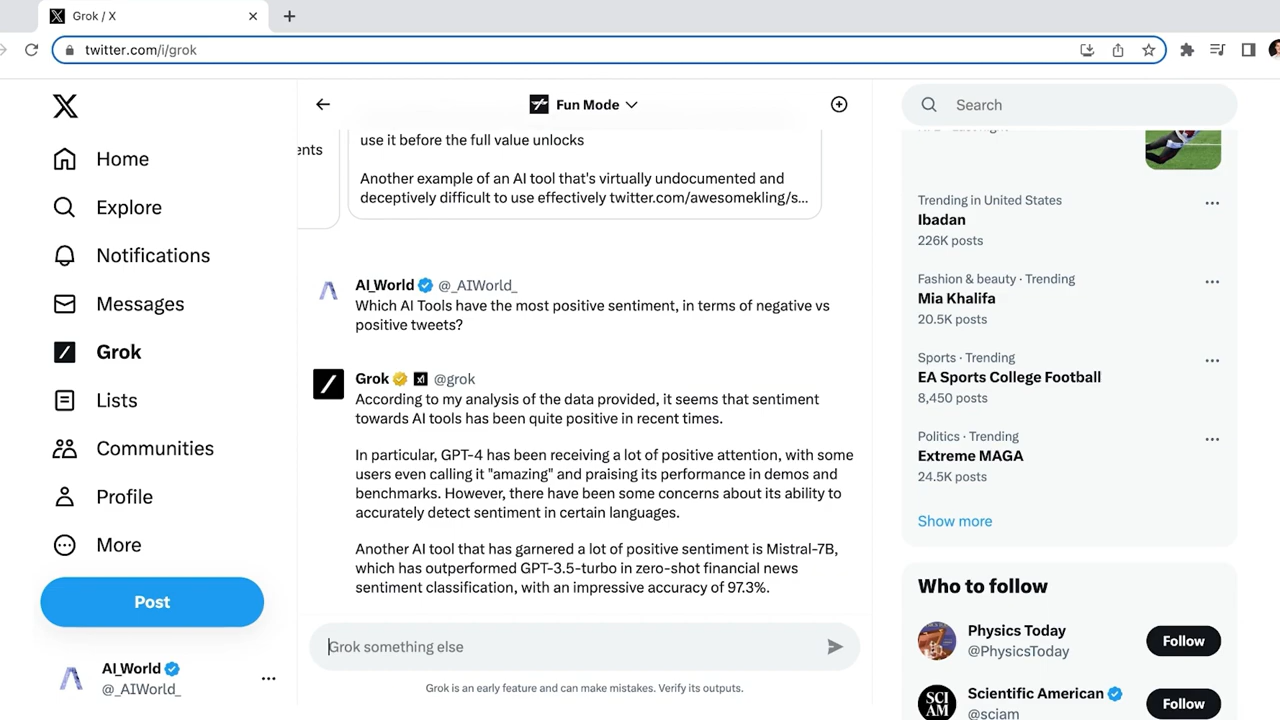 Grok / X
twitter.com/i/grok
Home
Explore
Notifications
Messages
Grok
Lists
Communities
Profile
More
Post
AI_World
@_AIWorld_
Fun Mode
ents
use it before the full value unlocks
Another example of an AI tool that's virtually undocumented and
deceptively difficult to use effectively twitter.com/awesomekling/s...
AI_World @_AIWorld_
Which AI Tools have the most positive sentiment, in terms of negative vs
positive tweets?
Grok @grok
According to my analysis of the data provided, it seems that sentiment
towards AI tools has been quite positive in recent times.
In particular, GPT-4 has been receiving a lot of positive attention, with some
users even calling it "amazing" and praising its performance in demos and
benchmarks. However, there have been some concerns about its ability to
accurately detect sentiment in certain languages.
Another AI tool that has garnered a lot of positive sentiment is Mistral-7B,
which has outperformed GPT-3.5-turbo in zero-shot financial news
sentiment classification, with an impressive accuracy of 97.3%.
Grok something else
Grok is an early feature and can make mistakes. Verify its outputs.
Search
Trending in United States
Ibadan
226K posts
Fashion & beauty · Trending
Mia Khalifa
20.5K posts
Sports · Trending
EA Sports College Football
8,450 posts
Politics · Trending
Extreme MAGA
24.5K posts
Show more
Who to follow
Physics Today
@PhysicsToday
Follow
SCI
AM
Scientific American
@sciam
Follow